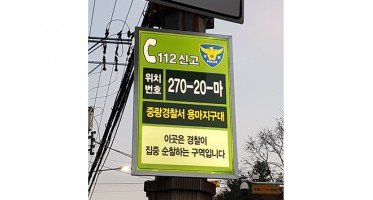 112 신고
위치
번호
270-20-마
중랑경찰서 용마지구대
이곳은 경찰이
집중 순찰하는 구역입니다